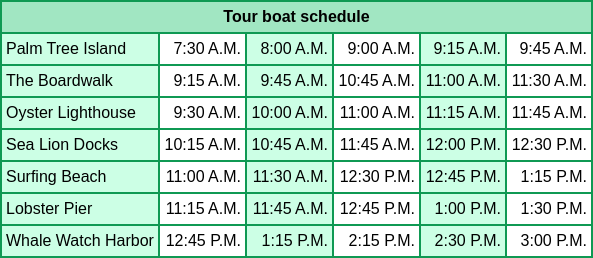 Tour boat schedule
Palm Tree Island 7:30 A.M. 8:00 A.M. 9:00 A.M. 9:15 A.M. 9:45 A.M.
The Boardwalk 9:15 A.M. 9:45 A.M. 10:45 A.M. 11:00 A.M. 11:30 A.M.
Oyster Lighthouse 9:30 A.M. 10:00 A.M. 11:00 A.M. 11:15 A.M. 11:45 A.M.
Sea Lion Docks 10:15 A.M. 10:45 A.M. 11:45 A.M. 12:00 P.M. 12:30 P.M.
Surfing Beach 11:00 A.M. 11:30 A.M. 12:30 P.M. 12:45 P.M. 1:15 P.M.
Lobster Pier 11:15 A.M. 11:45 A.M. 12:45 P.M. 1:00 P.M. 1:30 P.M.
Whale Watch Harbor 12:45 P.M. 1:15 P.M. 2:15 P.M. 2:30 P.M. 3:00 P.M.